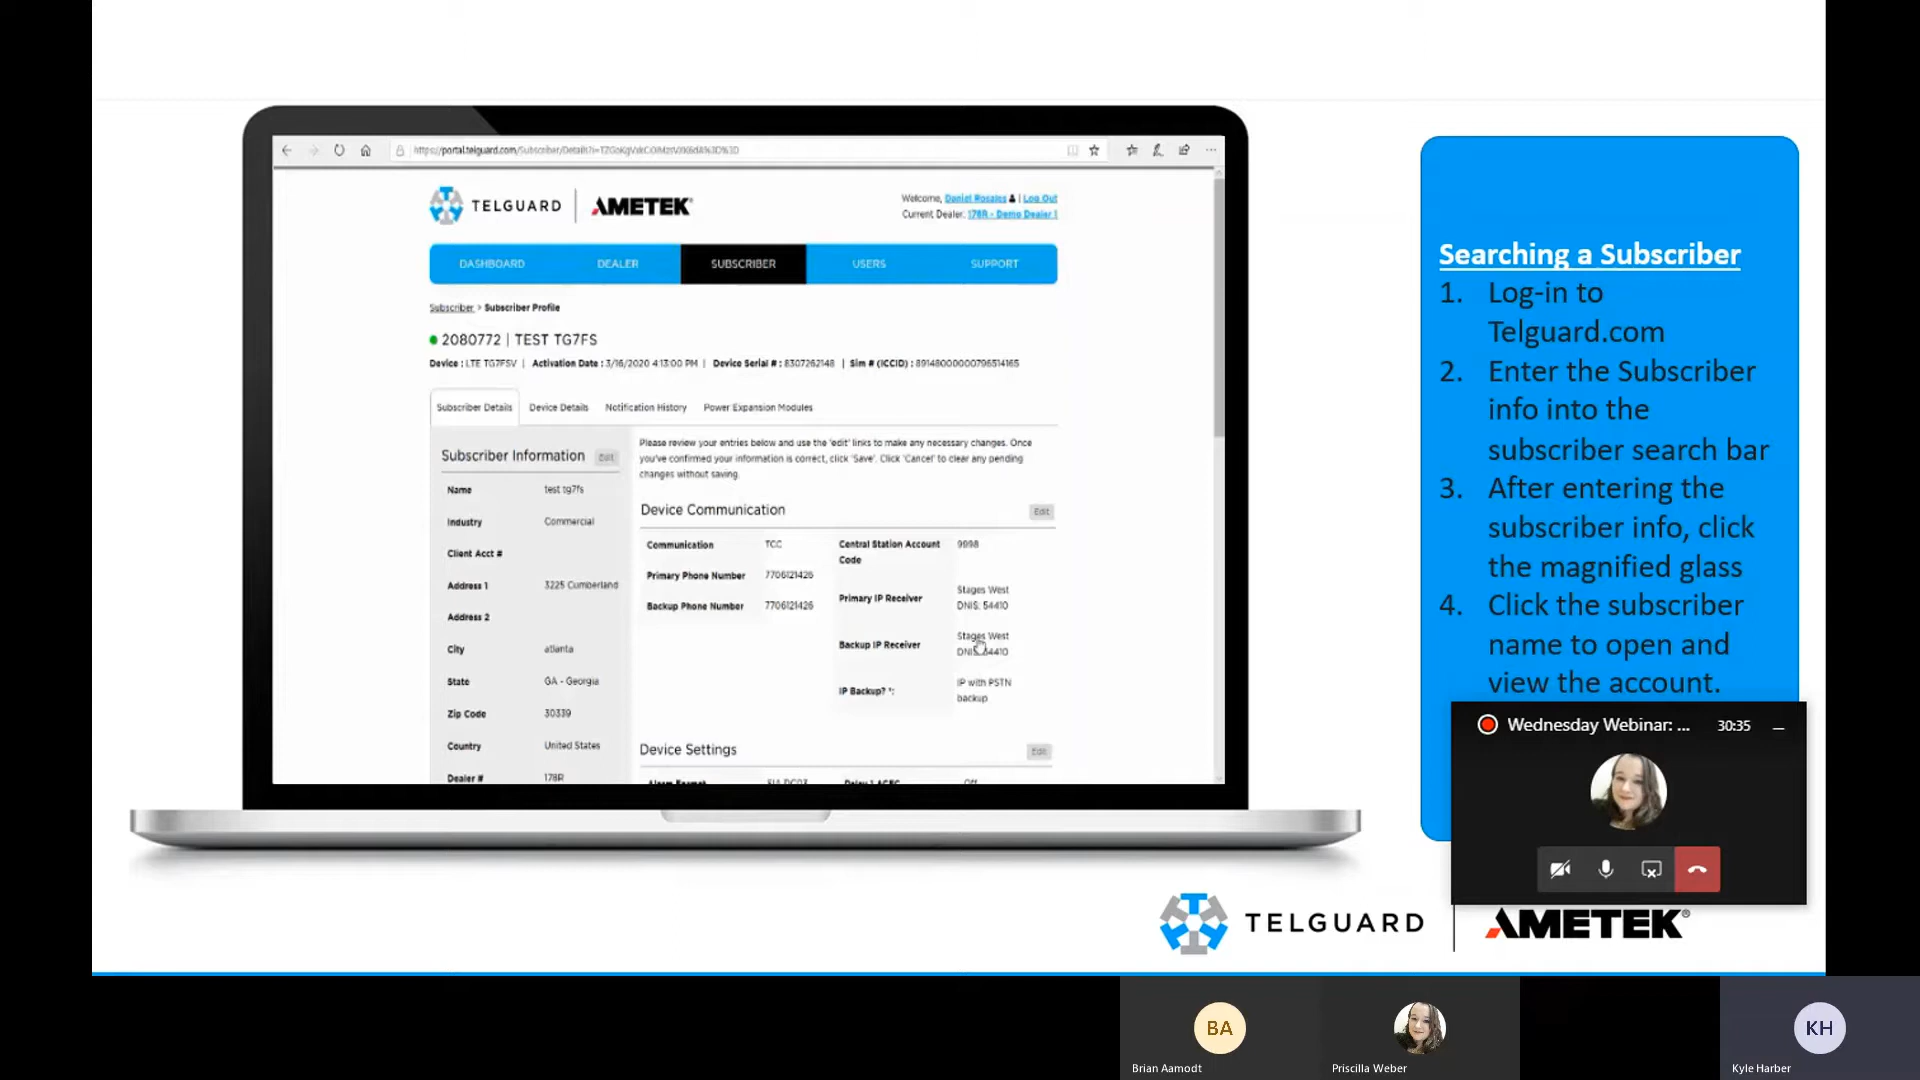 https://portal.telguard.com/Subscriber/Details?i=
TELGUARD | AMETEK®
Welcome, Daniel Rosales | Log Out
Current Dealer: 178R - Demo Dealer 1
DASHBOARD DEALER SUBSCRIBER USERS SUPPORT
Subscriber > Subscriber Profile
2080772 | TEST TG7FS
Device : LTE TG7FSV | Activation Date : 3/16/2020 4:13:00 PM | Device Serial # : 8307262148 | Sim # (ICCID) : 89148000000796514165
Subscriber Details Device Details Notification History Power Expansion Modules
Please review your entries below and use the 'edit' links to make any necessary changes. Once
you've confirmed your information is correct, click 'Save'. Click 'Cancel' to clear any pending
changes without saving.
Subscriber Information Edit
Name test tg7fs
Industry Commercial
Client Acct #
Address 1 3225 Cumberland
Address 2
City atlanta
State GA - Georgia
Zip Code 30339
Country United States
Dealer # 178R
Device Communication Edit
Communication TCC
Primary Phone Number 7706121426
Backup Phone Number 7706121426
Central Station Account
Code
9998
Primary IP Receiver
Stages West
DNIS: 54410
Backup IP Receiver
Stages West
DNIS: 54410
IP Backup? *:
IP with PSTN
backup
Device Settings Edit
Alarm Format SIA DC03 Relay 1 ACFC Off
Searching a Subscriber
1. Log-in to
Telguard.com
2. Enter the Subscriber
info into the
subscriber search bar
3. After entering the
subscriber info, click
the magnified glass
4. Click the subscriber
name to open and
view the account.
Wednesday Webinar: ... 30:35
TELGUARD AMETEK®
BA
Brian Aamodt
Priscilla Weber
KH
Kyle Harber